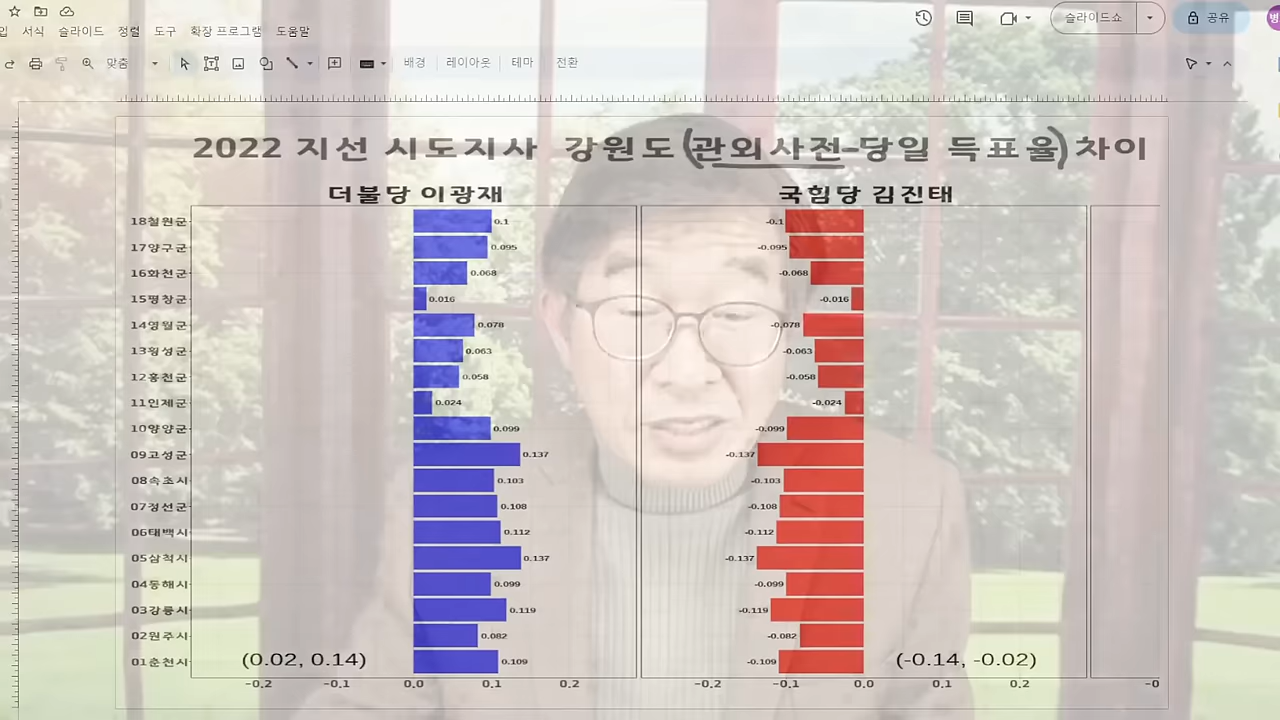 입 서식 슬라이드 정렬 도구 확장 프로그램 도움말
슬라이드쇼
공유
맞춤
배경 레이아웃 테마 전환
2022 지선 시도지사 강원도(관외사전-당일 득표율)차이
더불당 이광재
국힘당 김진태
18철원군 0.1 -0.1
17양구군 0.095 -0.095
16화천군 0.068 -0.068
15평창군 0.016 -0.016
14영월군 0.078 -0.078
13횡성군 0.063 -0.063
12홍천군 0.058 -0.058
11인제군 0.024 -0.024
10양양군 0.099 -0.099
09고성군 0.137 -0.137
08속초시 0.103 -0.103
07정선군 0.108 -0.108
06태백시 0.112 -0.112
05삼척시 0.137 -0.137
04동해시 0.099 -0.099
03강릉시 0.119 -0.119
02원주시 0.082 -0.082
01춘천시 0.109 -0.109
(0.02, 0.14)
(-0.14, -0.02)
-0.2 -0.1 0.0 0.1 0.2 -0.2 -0.1 0.0 0.1 0.2 -0